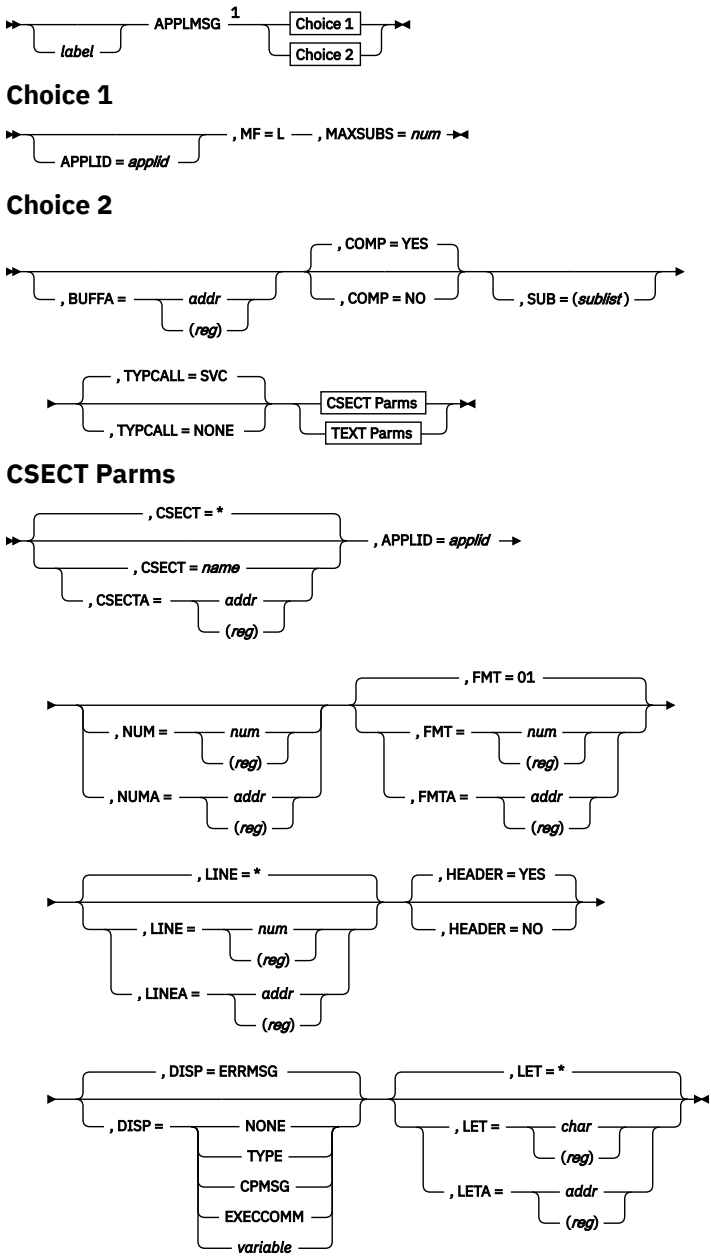 APPLMSG 1 Choice 1
label Choice 2
Choice 1
, MF = L , MAXSUBS = num
APPLID = applid
Choice 2
, COMP = YES
, BUFFA = addr , COMP = NO , SUB = (sublist)
(reg)
, TYPCALL = SVC
CSECT Parms
, TYPCALL = NONE TEXT Parms
CSECT Parms
, CSECT = *
, APPLID = applid
, CSECT = name
, CSECTA = addr
(reg)
, FMT = 01
, NUM = num , FMT = num
(reg) (reg)
, NUMA = addr , FMTA = addr
(reg) (reg)
, LINE = * , HEADER = YES
, LINE = num , HEADER = NO
(reg)
, LINEA = addr
(reg)
, DISP = ERRMSG , LET = *
, DISP = NONE , LET = char
TYPE (reg)
CPMSG , LETA = addr
EXECCOMM (reg)
variable